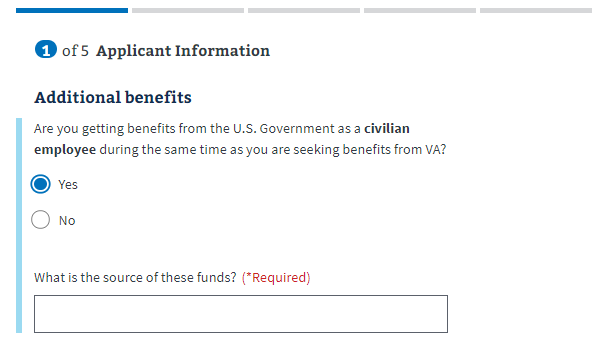 1 of 5 Applicant Information
Additional benefits
Are you getting benefits from the U.S. Government as a civilian
employee during the same time as you are seeking benefits from VA?
Yes
No
What is the source of these funds? (*Required)